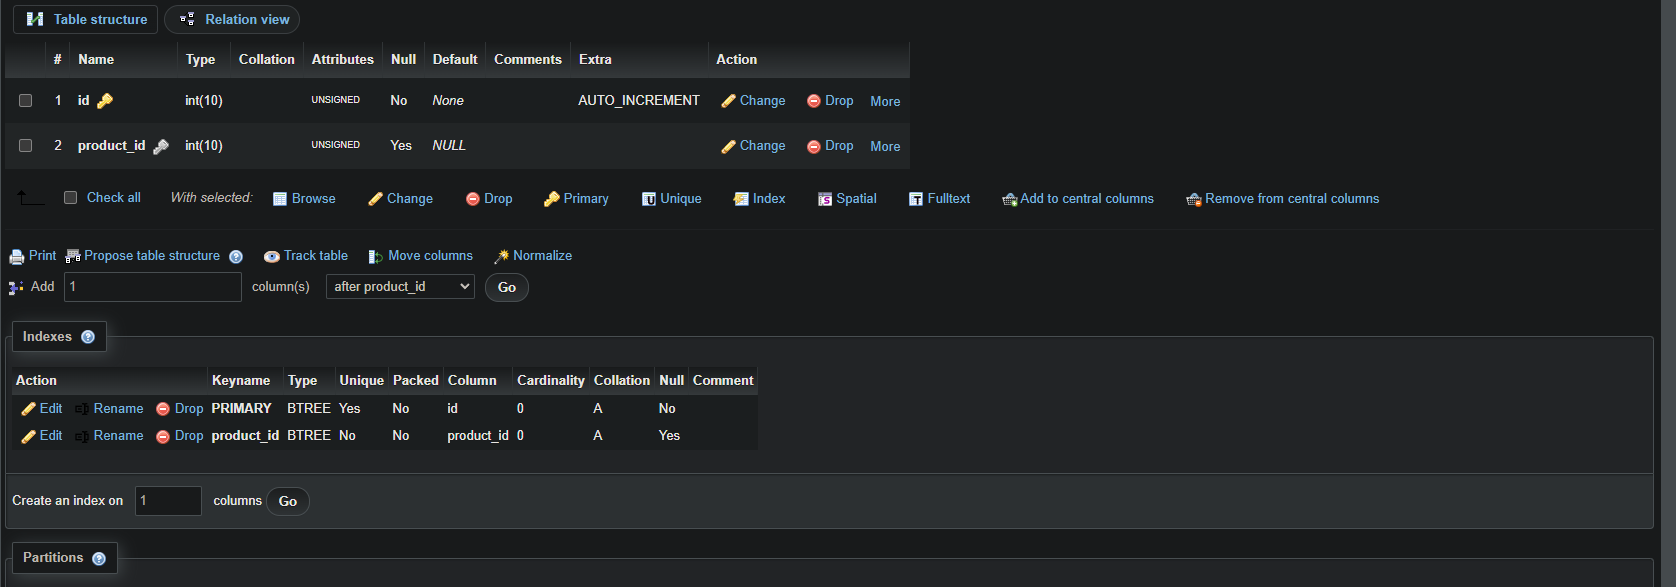 Table structure Relation view
# Name Type Collation Attributes Null Default Comments Extra Action
1 id int(10) UNSIGNED No None AUTO_INCREMENT Change Drop More
2 product_id int(10) UNSIGNED Yes NULL Change Drop More
Check all With selected: Browse Change Drop Primary Unique Index Spatial Fulltext Add to central columns Remove from central columns
Print Propose table structure Track table Move columns Normalize
Add 1 column(s) after product_id Go
Indexes
Action Keyname Type Unique Packed Column Cardinality Collation Null Comment
Edit Rename Drop PRIMARY BTREE Yes No id 0 A No
Edit Rename Drop product_id BTREE No No product_id 0 A Yes
Create an index on 1 columns Go
Partitions